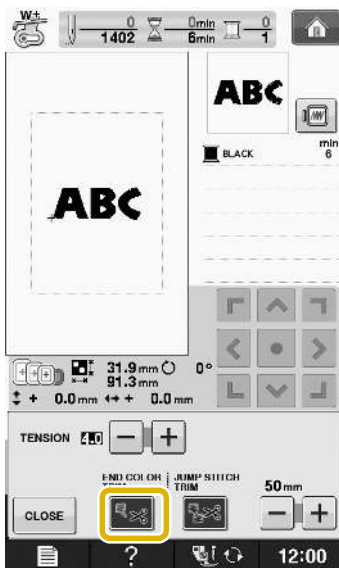 W+
0 0min 0
1402 6min 1
ABC
min
BLACK 6
ABC
31.9mm 0°
91.3mm
+ 0.0mm + 0.0mm
TENSION 4.0 − +
END COLOR TRIM
JUMP STITCH TRIM
50mm
CLOSE − +
? 12:00